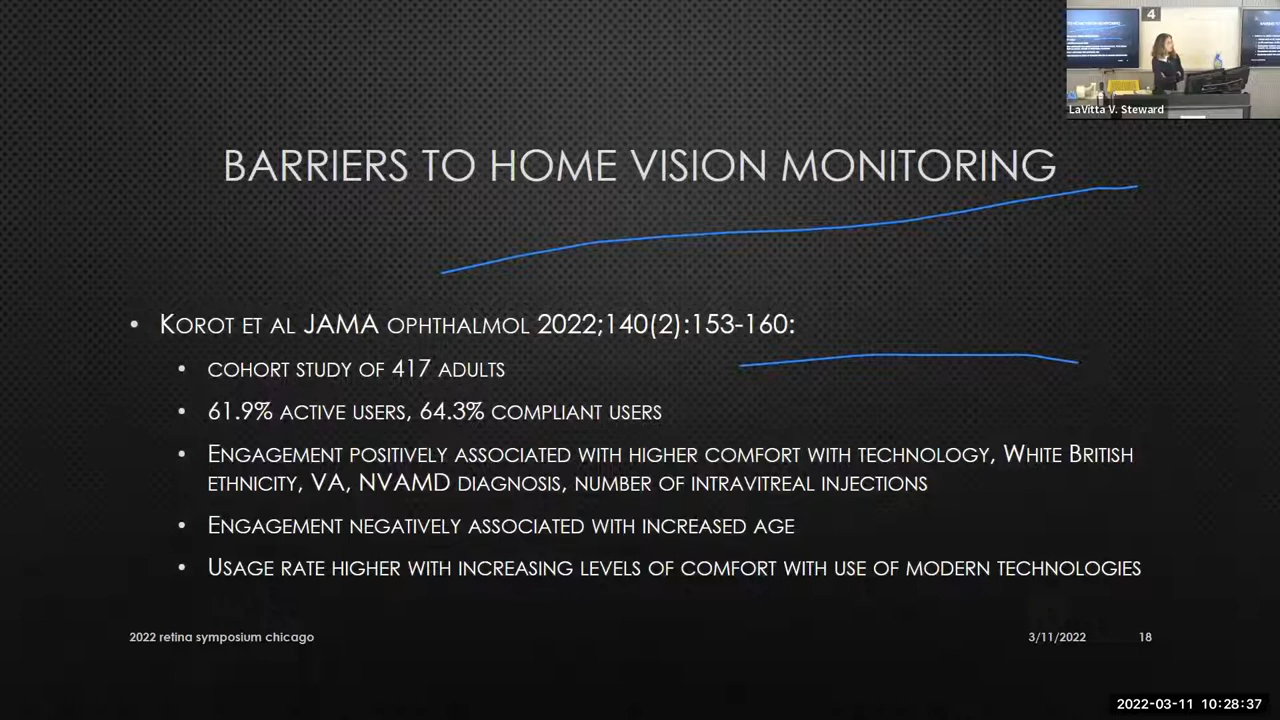 4
LaVitta V. Steward
BARRIERS TO HOME VISION MONITORING
• KOROT ET AL JAMA OPHTHALMOL 2022;140(2):153-160:
• COHORT STUDY OF 417 ADULTS
• 61.9% ACTIVE USERS, 64.3% COMPLIANT USERS
• ENGAGEMENT POSITIVELY ASSOCIATED WITH HIGHER COMFORT WITH TECHNOLOGY, WHITE BRITISH
ETHNICITY, VA, NVAMD DIAGNOSIS, NUMBER OF INTRAVITREAL INJECTIONS
• ENGAGEMENT NEGATIVELY ASSOCIATED WITH INCREASED AGE
• USAGE RATE HIGHER WITH INCREASING LEVELS OF COMFORT WITH USE OF MODERN TECHNOLOGIES
2022 retina symposium chicago
3/11/2022
18
2022-03-11 10:28:37